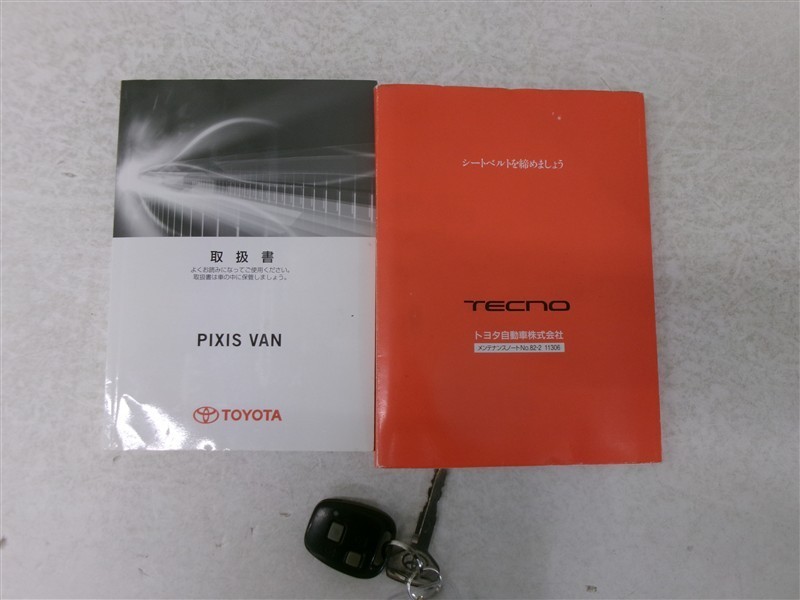 取扱書
よくお読みになってご使用ください。
取扱書は車の中に保管しましょう。
PIXIS VAN
TOYOTA
シートベルトを締めましょう
TECNO
トヨタ自動車株式会社
メンテナンスノートNo.82-2 11306